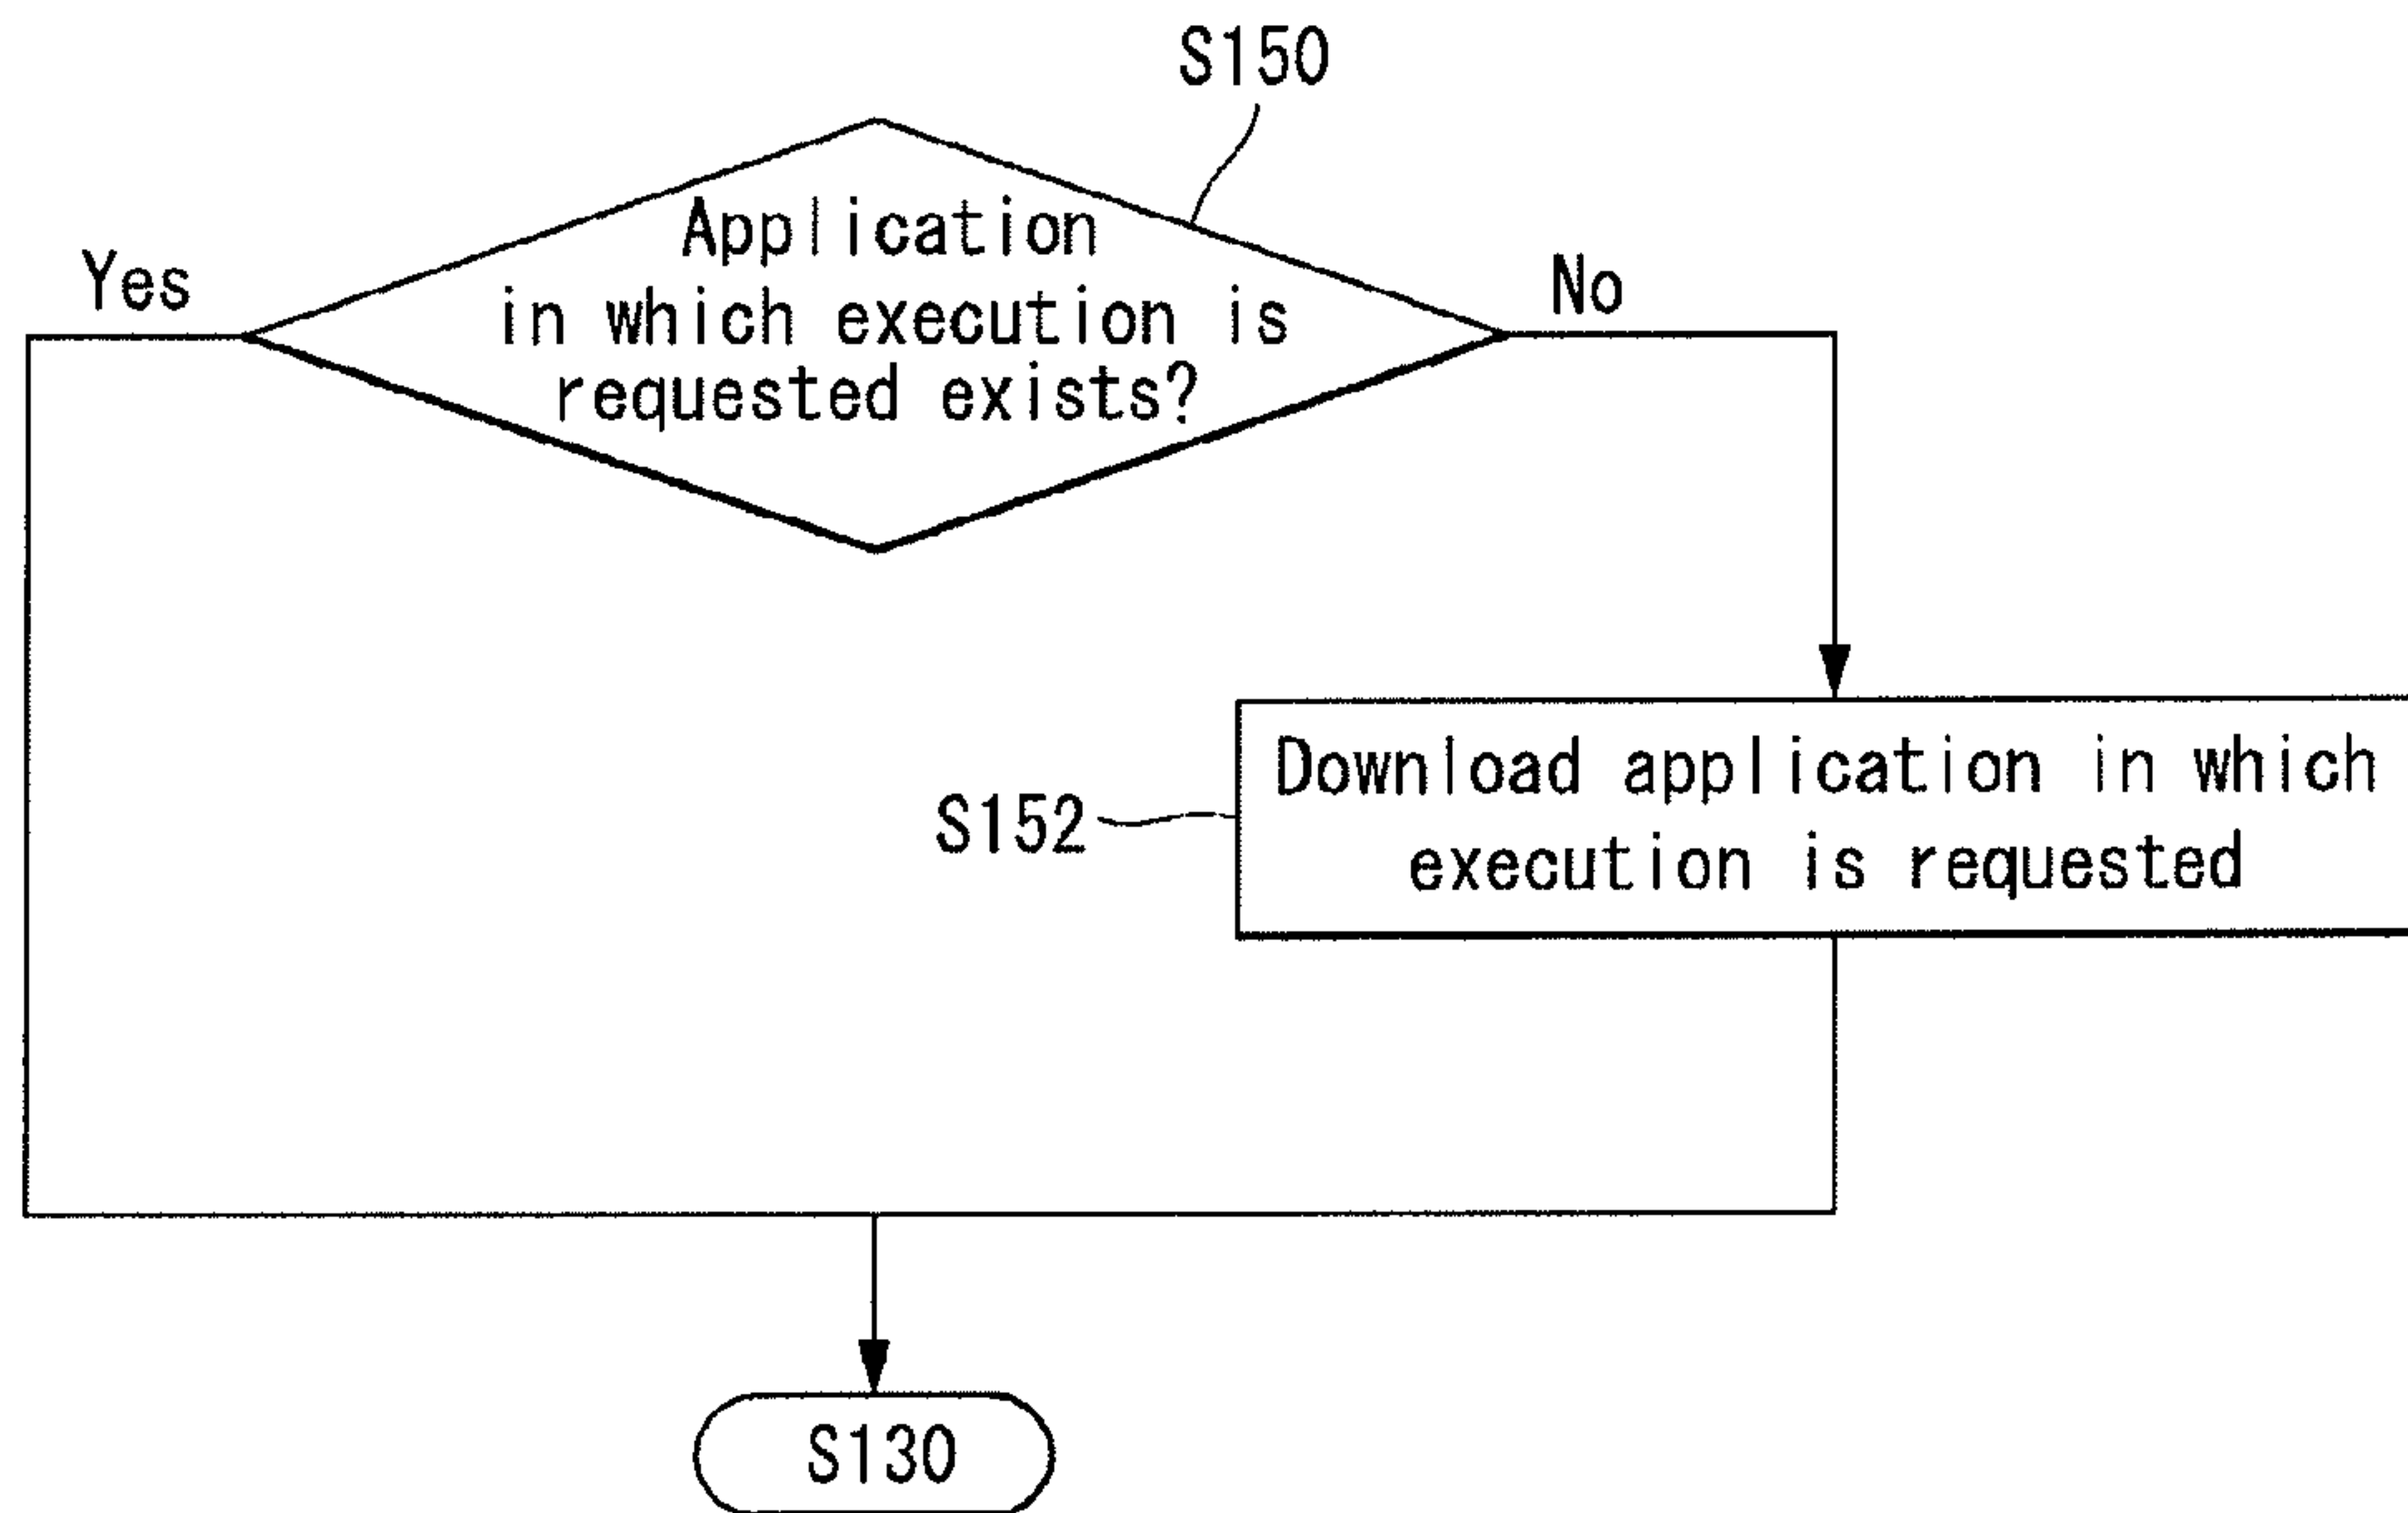 S150
Application
in which execution is
requested exists?
Yes
No
Download application in which
execution is requested
S152
S130